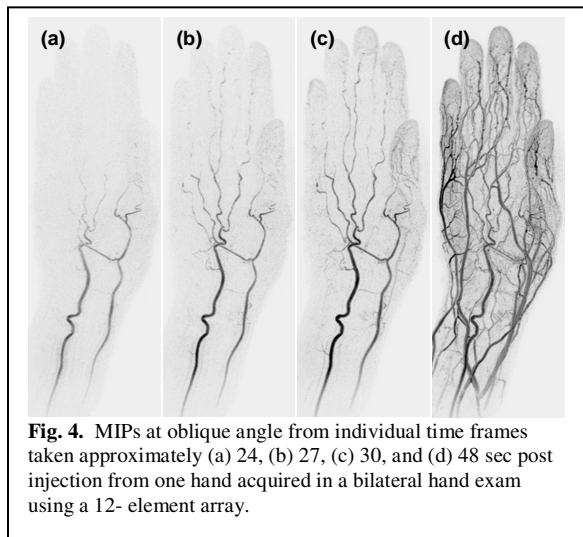 (a) (b) (c) (d)
Fig. 4. MIPs at oblique angle from individual time frames
taken approximately (a) 24, (b) 27, (c) 30, and (d) 48 sec post
injection from one hand acquired in a bilateral hand exam
using a 12- element array.